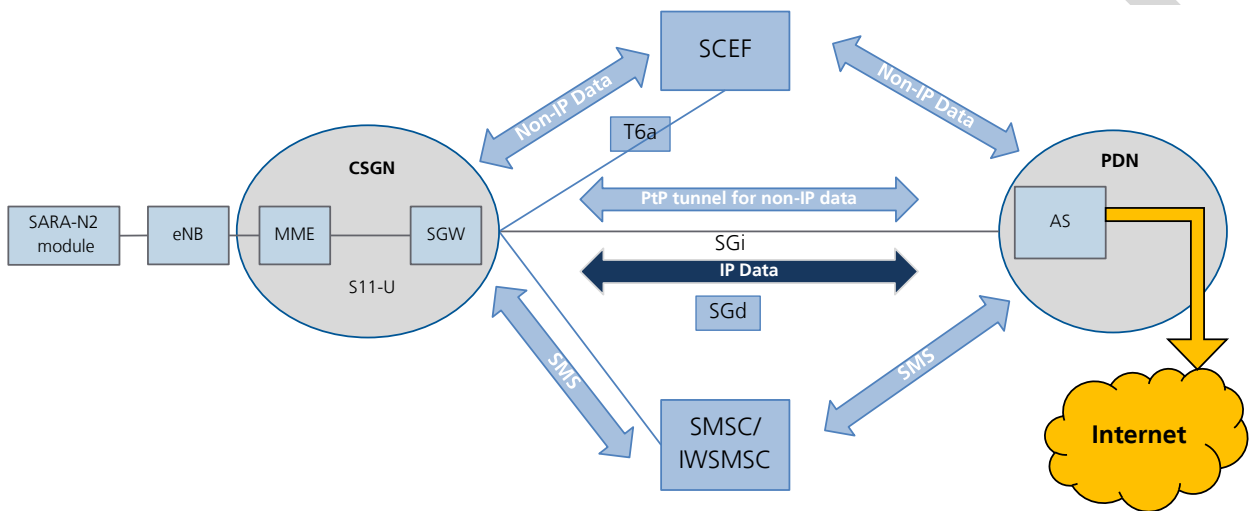 SCEF
Non-IP Data
Non-IP Data
T6a
CSGN
PDN
PtP tunnel for non-IP data
SARA-N2
module
eNB
MME
SGW
AS
SGi
IP Data
S11-U
SGd
SMS
SMS
SMSC/
IWSMSC
Internet